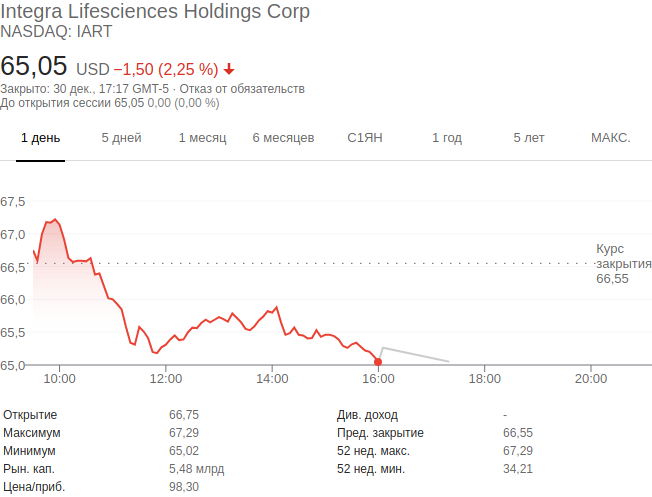 Integra Lifesciences Holdings Corp
NASDAQ: IART
65,05 USD −1,50 (2,25 %)
Закрыто: 30 дек., 17:17 GMT-5 · Отказ от обязательств
До открытия сессии 65,05 0,00 (0,00 %)
1 день 5 дней 1 месяц 6 месяцев С1ЯН 1 год 5 лет МАКС.
67,5
67,0
Курс
закрытия
66,55
66,5
66,0
65,5
65,0
10:00 12:00 14:00 16:00 18:00 20:00
Открытие 66,75 Див. доход -
Максимум 67,29 Пред. закрытие 66,55
Минимум 65,02 52 нед. макс. 67,29
Рын. кап. 5,48 млрд 52 нед. мин. 34,21
Цена/приб. 98,30